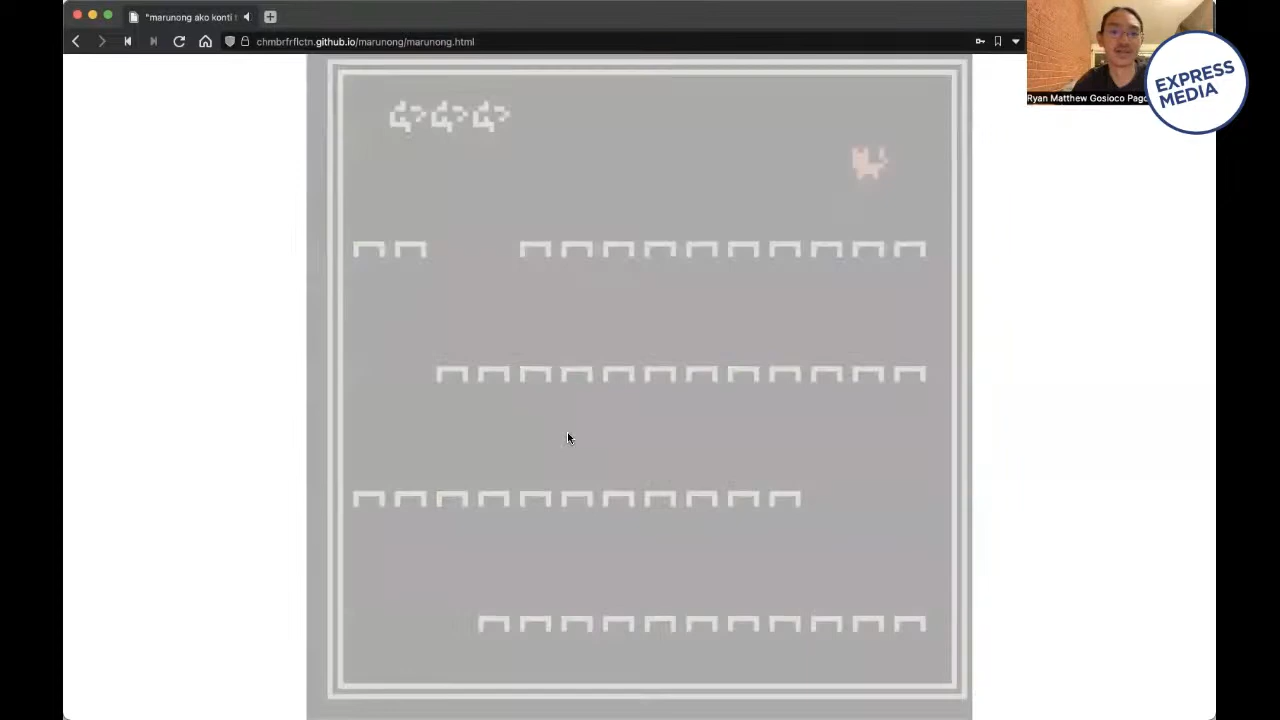 "marunong ako konti t
chmbrfrflctn.github.io/marunong/marunong.html
EXPRESS
MEDIA
Ryan Matthew Gosioco Pago